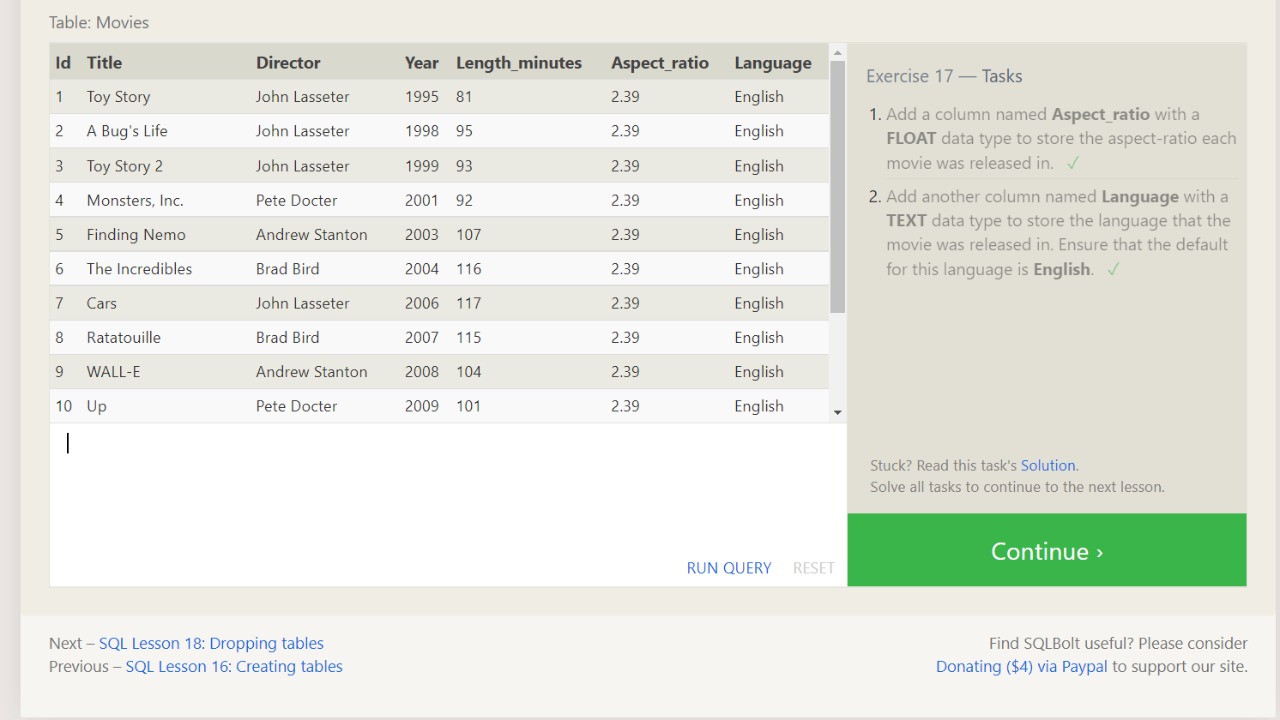 Table: Movies
Id Title Director Year Length_minutes Aspect_ratio Language
1 Toy Story John Lasseter 1995 81 2.39 English
2 A Bug's Life John Lasseter 1998 95 2.39 English
3 Toy Story 2 John Lasseter 1999 93 2.39 English
4 Monsters, Inc. Pete Docter 2001 92 2.39 English
5 Finding Nemo Andrew Stanton 2003 107 2.39 English
6 The Incredibles Brad Bird 2004 116 2.39 English
7 Cars John Lasseter 2006 117 2.39 English
8 Ratatouille Brad Bird 2007 115 2.39 English
9 WALL-E Andrew Stanton 2008 104 2.39 English
10 Up Pete Docter 2009 101 2.39 English
RUN QUERY RESET
Exercise 17 — Tasks
1. Add a column named Aspect_ratio with a
FLOAT data type to store the aspect-ratio each
movie was released in. ✓
2. Add another column named Language with a
TEXT data type to store the language that the
movie was released in. Ensure that the default
for this language is English. ✓
Stuck? Read this task's Solution.
Solve all tasks to continue to the next lesson.
Continue ›
Next – SQL Lesson 18: Dropping tables
Previous – SQL Lesson 16: Creating tables
Find SQLBolt useful? Please consider
Donating ($4) via Paypal to support our site.